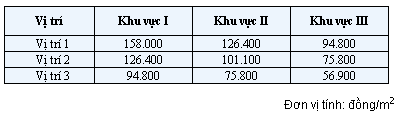 Vị trí Khu vực I Khu vực II Khu vực III
Vị trí 1 158.000 126.400 94.800
Vị trí 2 126.400 101.100 75.800
Vị trí 3 94.800 75.800 56.900
Đơn vị tính: đồng/m²